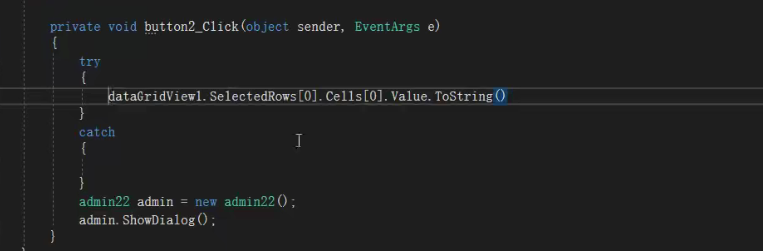 private void button2_Click(object sender, EventArgs e)
{
try
{
dataGridView1.SelectedRows[0].Cells[0].Value.ToString()
}
catch
{
}
admin22 admin = new admin22();
admin.ShowDialog();
}